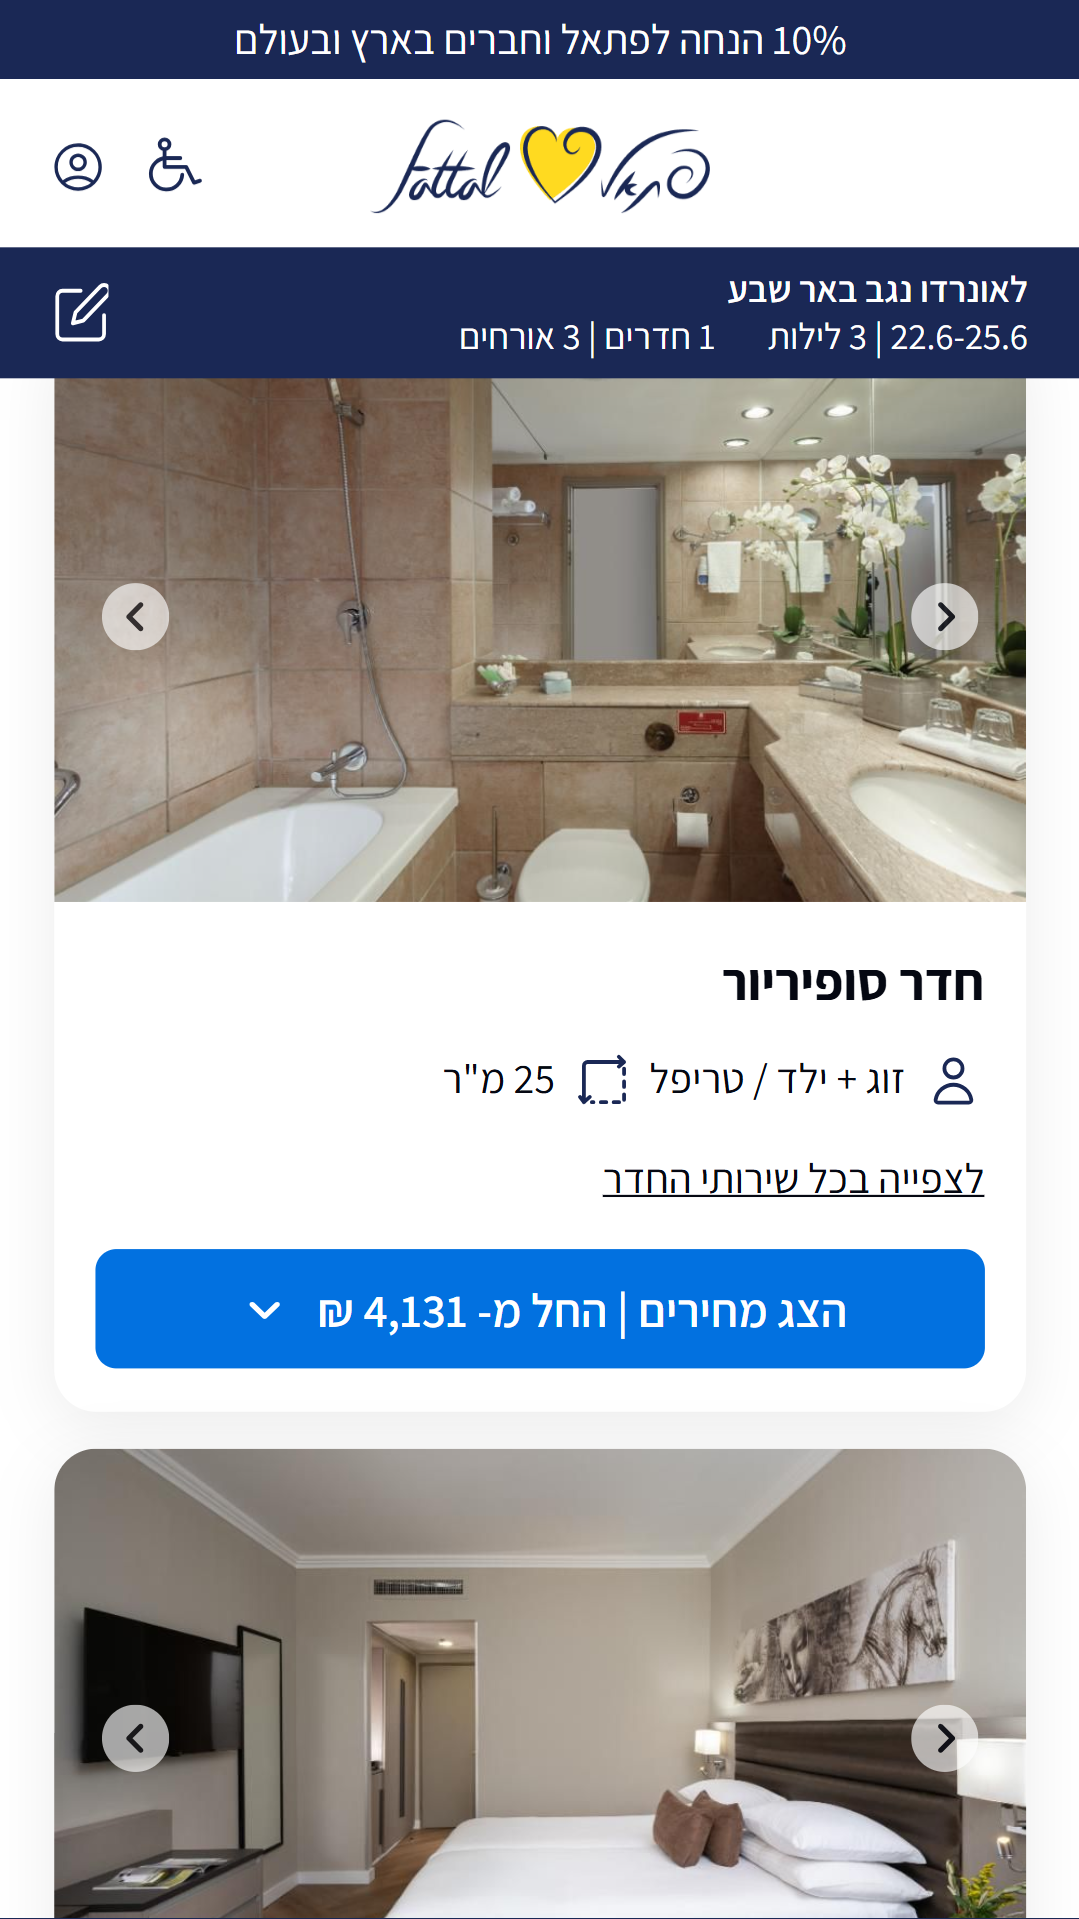 10% הנחה לפתאל וחברים בארץ ובעולם
fattal פתאל
לאונרדו נגב באר שבע
22.6-25.6 | 3 לילות 1 חדרים | 3 אורחים
חדר סופיריור
זוג + ילד / טריפל 25 מ"ר
לצפייה בכל שירותי החדר
הצג מחירים | החל מ- 4,131 ₪